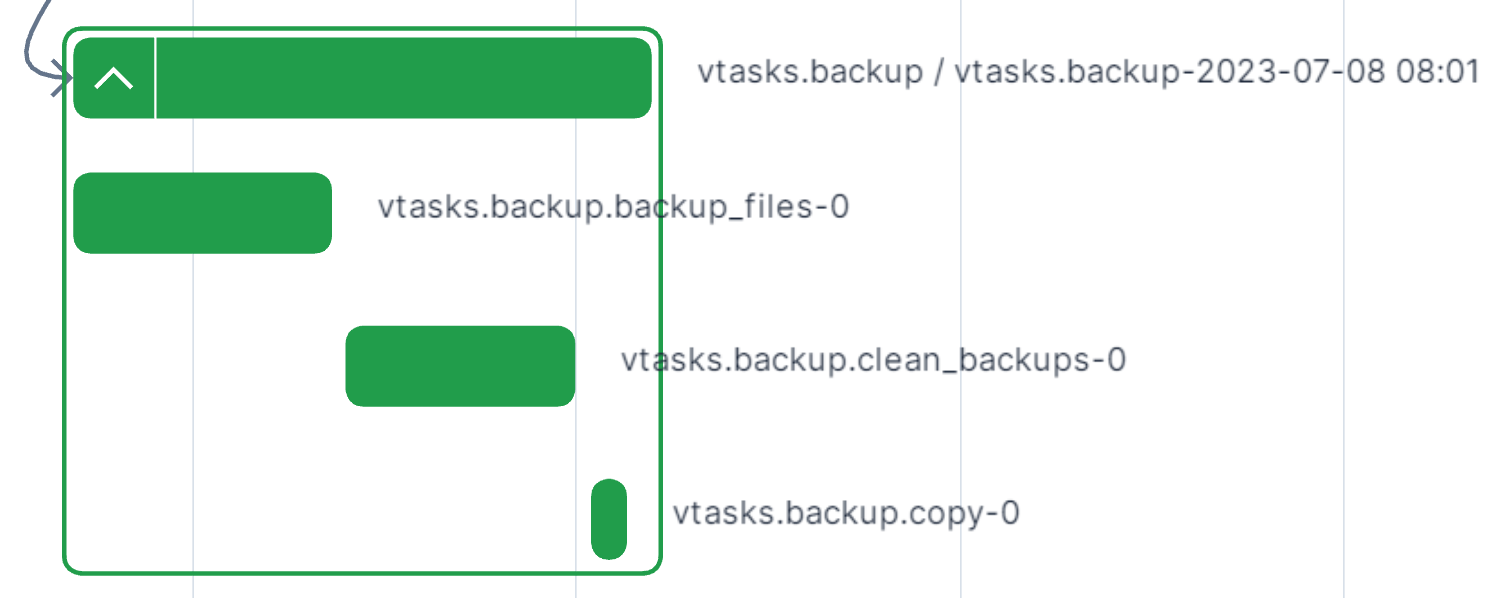 vtasks.backup / vtasks.backup-2023-07-08 08:01
vtasks.backup.backup_files-0
vtasks.backup.clean_backups-0
vtasks.backup.copy-0